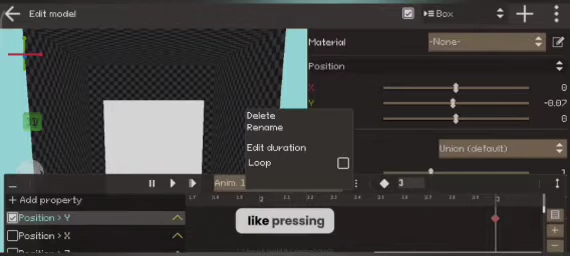 Edit model
Box
Material
-None-
Position
X
0
Y
-0.07
0
Delete
Rename
Edit duration
Loop
Union (default)
Anim. 1
3
+ Add property
Position > Y
Position > X
like pressing